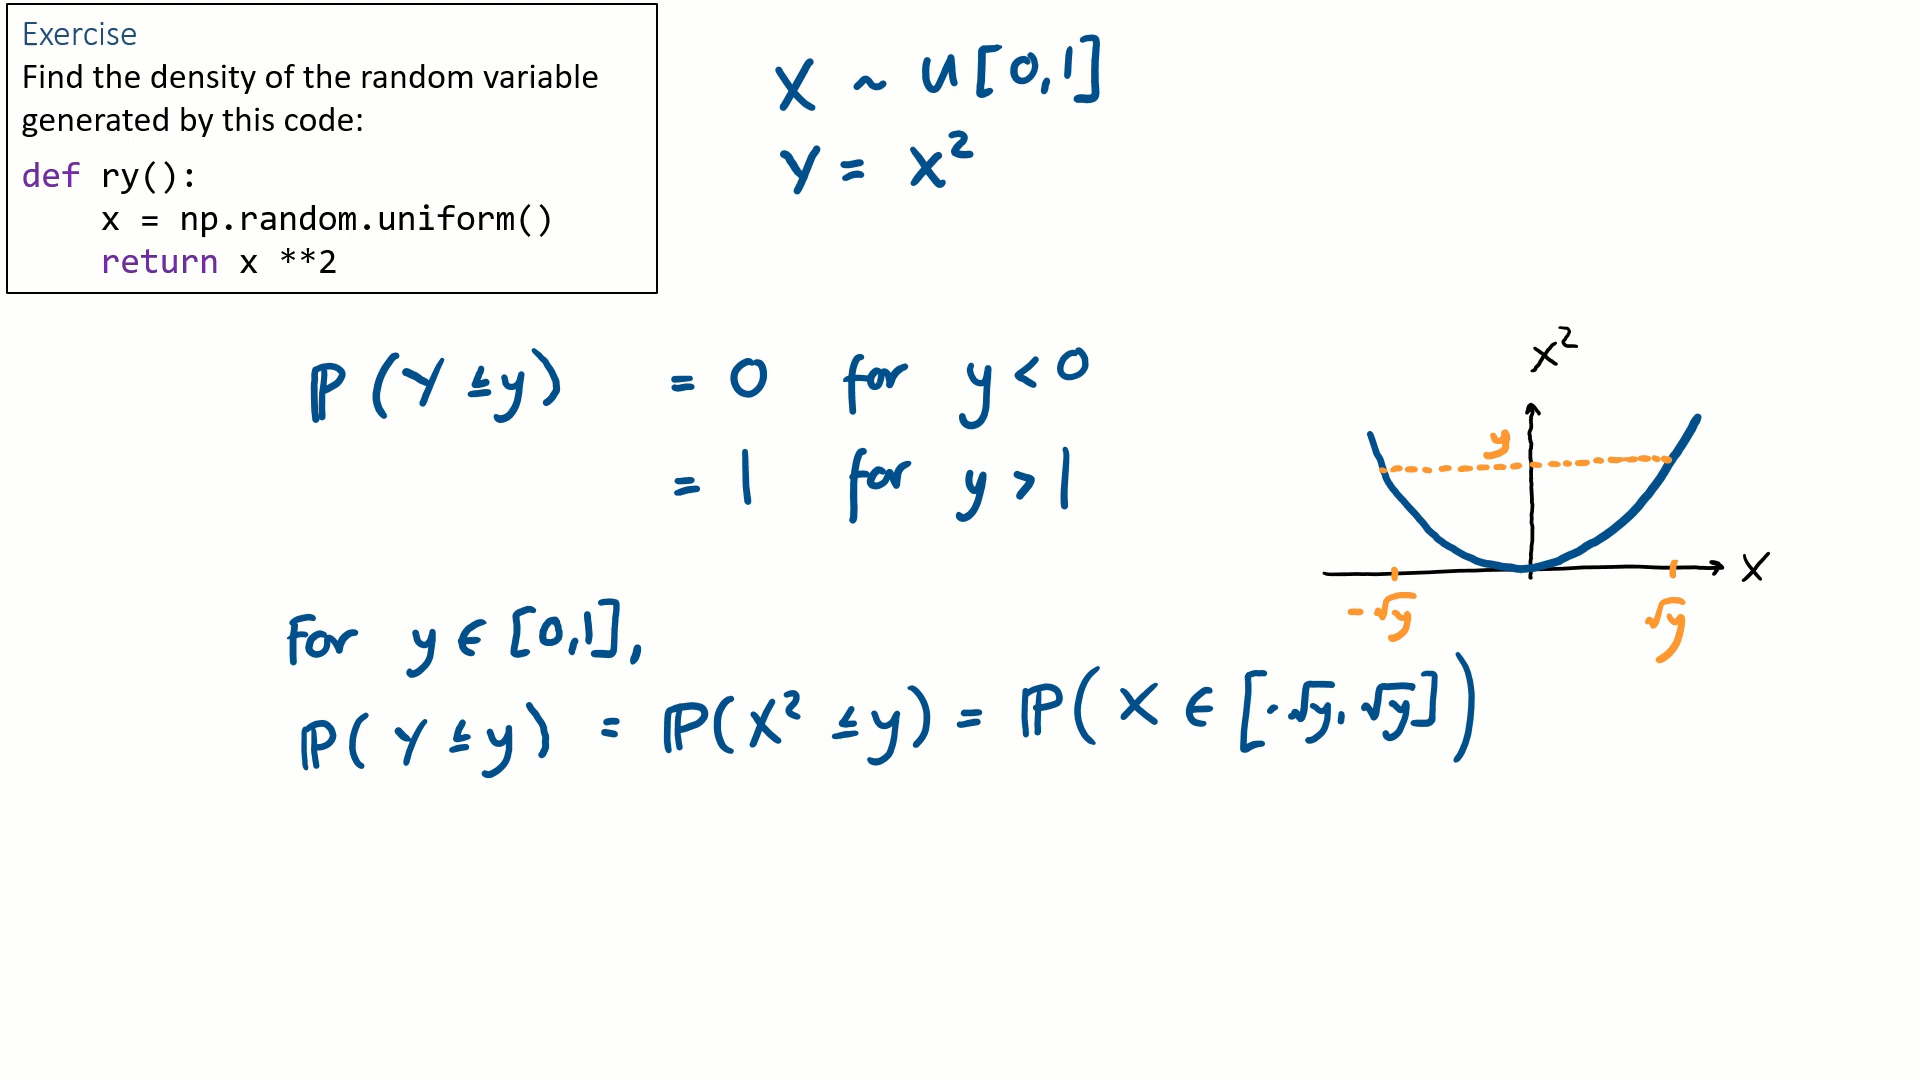 Exercise
Find the density of the random variable
generated by this code:
def ry():
    x = np.random.uniform()
    return x **2
X ~ U[0,1]
Y = X²
ℙ(Y ≤ y) = 0 for y < 0
= 1 for y > 1
x²
y
x
-√y
√y
For y ∈ [0,1],
ℙ(Y ≤ y) = ℙ(X² ≤ y) = ℙ(X ∈ [-√y, √y])